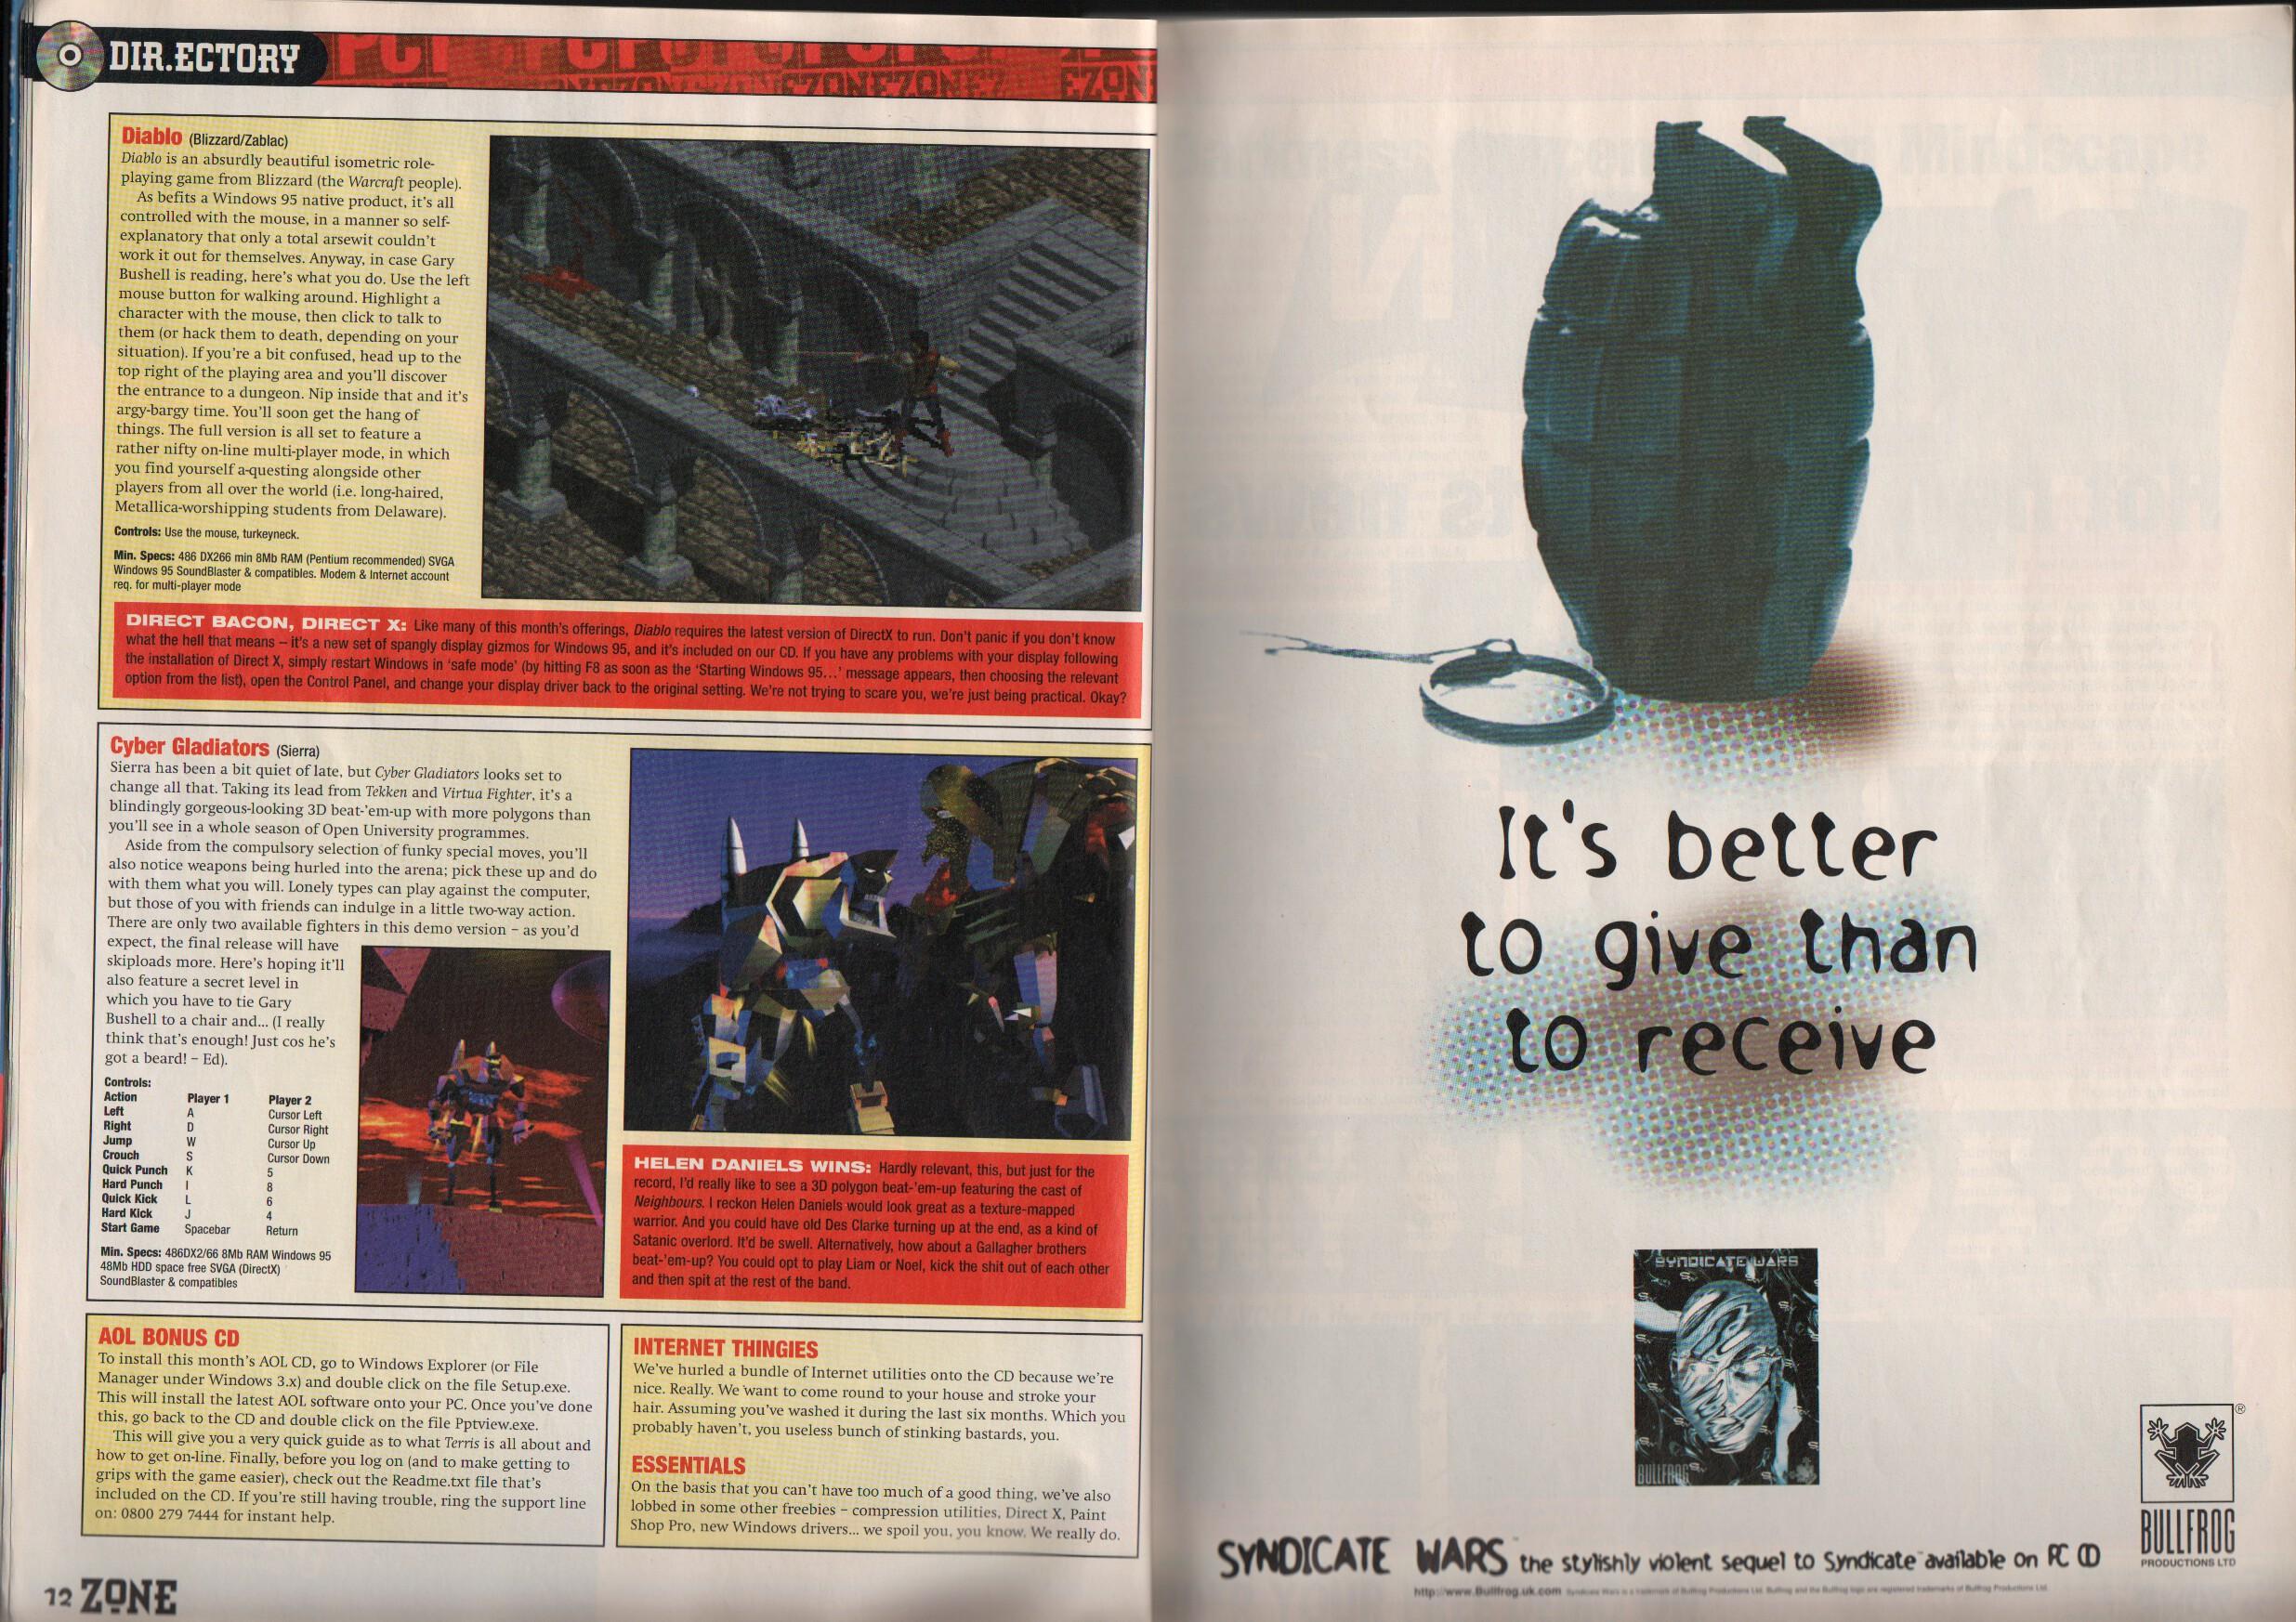 DIR.ECTORY
Diablo (Blizzard/Zablac)
Diablo is an absurdly beautiful isometric role-
playing game from Blizzard (the Warcraft people).
As befits a Windows 95 native product, it's all
controlled with the mouse, in a manner so self-
explanatory that only a total arsewit couldn't
work it out for themselves. Anyway, in case Gary
Bushell is reading, here's what you do. Use the left
mouse button for walking around. Highlight a
character with the mouse, then click to talk to
them (or hack them to death, depending on your
situation). If you're a bit confused, head up to the
top right of the playing area and you'll discover
the entrance to a dungeon. Nip inside that and it's
argy-bargy time. You'll soon get the hang of
things. The full version is all set to feature a
rather nifty on-line multi-player mode, in which
you find yourself a-questing alongside other
players from all over the world (i.e. long-haired,
Metallica-worshipping students from Delaware).
Controls: Use the mouse, turkeyneck.
Min. Specs: 486 DX266 min 8Mb RAM (Pentium recommended) SVGA
Windows 95 SoundBlaster & compatibles. Modem & Internet account
req. for multi-player mode
DIRECT BACON, DIRECT X: Like many of this month's offerings, Diablo requires the latest version of DirectX to run. Don't panic if you don't know
what the hell that means – it's a new set of spangly display gizmos for Windows 95, and it's included on our CD. If you have any problems with your display following
the installation of Direct X, simply restart Windows in 'safe mode' (by hitting F8 as soon as the 'Starting Windows 95...' message appears, then choosing the relevant
option from the list), open the Control Panel, and change your display driver back to the original setting. We're not trying to scare you, we're just being practical. Okay?
Cyber Gladiators (Sierra)
Sierra has been a bit quiet of late, but Cyber Gladiators looks set to
change all that. Taking its lead from Tekken and Virtua Fighter, it's a
blindingly gorgeous-looking 3D beat-'em-up with more polygons than
you'll see in a whole season of Open University programmes.
Aside from the compulsory selection of funky special moves, you'll
also notice weapons being hurled into the arena; pick these up and do
with them what you will. Lonely types can play against the computer,
but those of you with friends can indulge in a little two-way action.
There are only two available fighters in this demo version – as you'd
expect, the final release will have
skiploads more. Here's hoping it'll
also feature a secret level in
which you have to tie Gary
Bushell to a chair and... (I really
think that's enough! Just cos he's
got a beard! – Ed).
Controls:
Action Player 1 Player 2
Left A Cursor Left
Right D Cursor Right
Jump W Cursor Up
Crouch S Cursor Down
Quick Punch K 5
Hard Punch I 8
Quick Kick L 6
Hard Kick J 4
Start Game Spacebar Return
Min. Specs: 486DX2/66 8Mb RAM Windows 95
48Mb HDD space free SVGA (DirectX)
SoundBlaster & compatibles
HELEN DANIELS WINS: Hardly relevant, this, but just for the
record, I'd really like to see a 3D polygon beat-'em-up featuring the cast of
Neighbours. I reckon Helen Daniels would look great as a texture-mapped
warrior. And you could have old Des Clarke turning up at the end, as a kind of
Satanic overlord. It'd be swell. Alternatively, how about a Gallagher brothers
beat-'em-up? You could opt to play Liam or Noel, kick the shit out of each other
and then spit at the rest of the band.
AOL BONUS CD
To install this month's AOL CD, go to Windows Explorer (or File
Manager under Windows 3.x) and double click on the file Setup.exe.
This will install the latest AOL software onto your PC. Once you've done
this, go back to the CD and double click on the file Pptview.exe.
This will give you a very quick guide as to what Terris is all about and
how to get on-line. Finally, before you log on (and to make getting to
grips with the game easier), check out the Readme.txt file that's
included on the CD. If you're still having trouble, ring the support line
on: 0800 279 7444 for instant help.
INTERNET THINGIES
We've hurled a bundle of Internet utilities onto the CD because we're
nice. Really. We want to come round to your house and stroke your
hair. Assuming you've washed it during the last six months. Which you
probably haven't, you useless bunch of stinking bastards, you.
ESSENTIALS
On the basis that you can't have too much of a good thing, we've also
lobbed in some other freebies – compression utilities, Direct X, Paint
Shop Pro, new Windows drivers... we spoil you, you know. We really do.
12 ZONE
It's better
to give than
to receive
SYNDICATE WARS
BULLFROG
®
BULLFROG
PRODUCTIONS LTD
SYNDICATE WARS™ the stylishly violent sequel to Syndicate™ available on PC CD
http://www.Bullfrog.uk.com Syndicate Wars is a trademark of Bullfrog Productions Ltd. Bullfrog and the Bullfrog logo are registered trademarks of Bullfrog Productions Ltd.